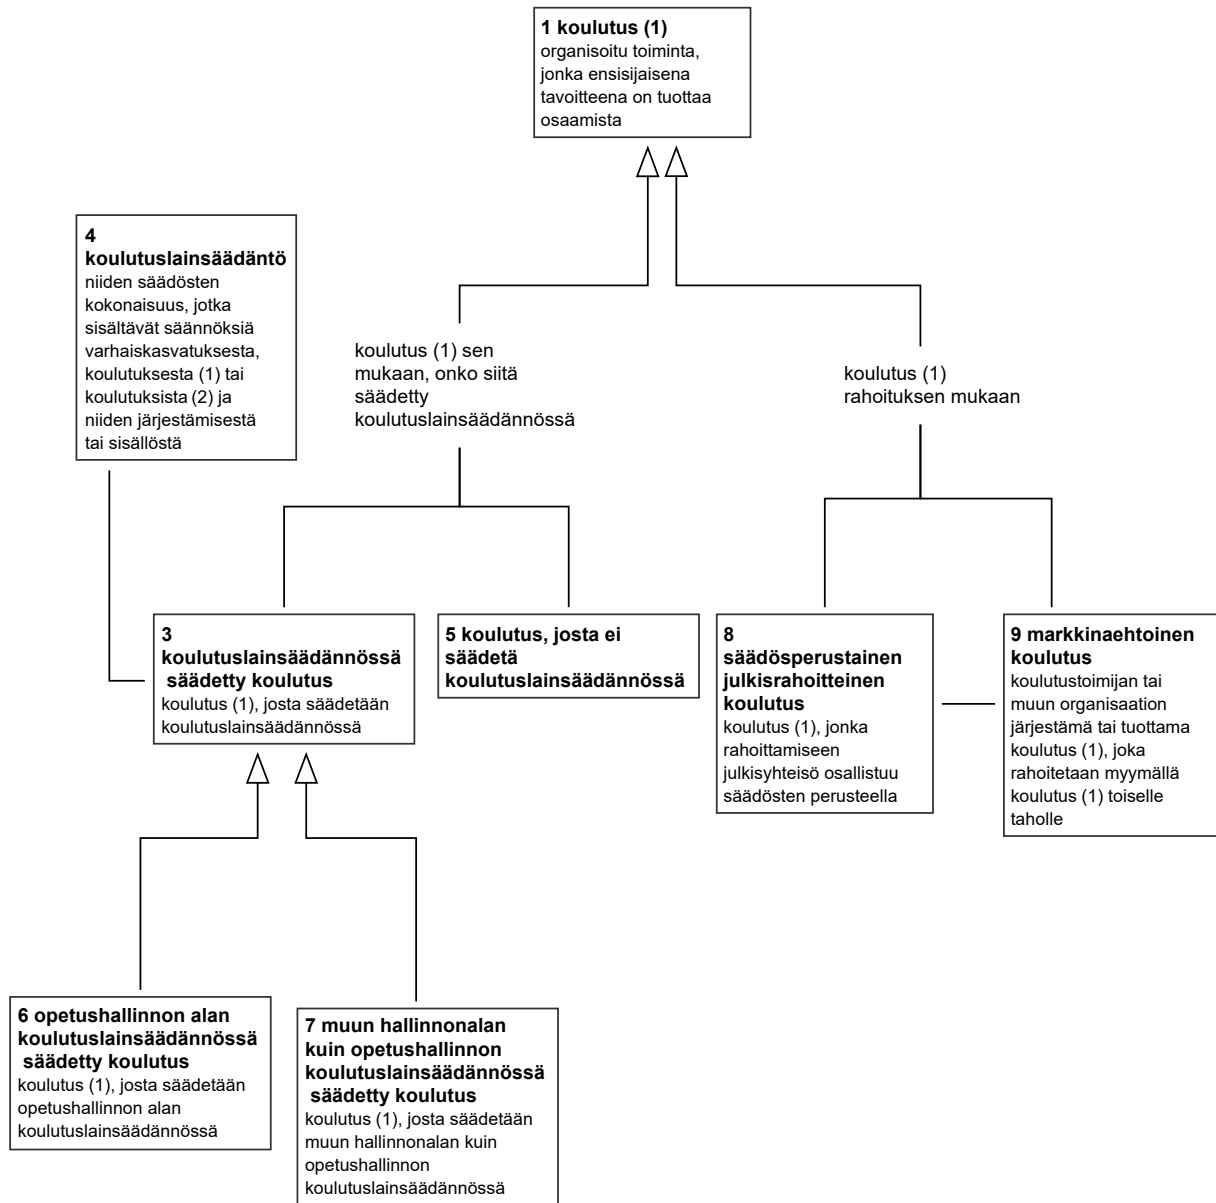 1 koulutus (1)
organisoitu toiminta,
jonka ensisijaisena
tavoitteena on tuottaa
osaamista
4
koulutuslainsäädäntö
niiden säädösten
kokonaisuus, jotka
sisältävät säännöksiä
varhaiskasvatuksesta,
koulutuksesta (1) tai
koulutuksista (2) ja
niiden järjestämisestä
tai sisällöstä
koulutus (1) sen
mukaan, onko siitä
säädetty
koulutuslainsäädännössä
koulutus (1)
rahoituksen mukaan
3
koulutuslainsäädännössä
säädetty koulutus
koulutus (1), josta säädetään
koulutuslainsäädännössä
5 koulutus, josta ei
säädetä
koulutuslainsäädännössä
8
säädösperustainen
julkisrahoitteinen
koulutus
koulutus (1), jonka
rahoittamiseen
julkisyhteisö osallistuu
säädösten perusteella
9 markkinaehtoinen
koulutus
koulutustoimijan tai
muun organisaation
järjestämä tai tuottama
koulutus (1), joka
rahoitetaan myymällä
koulutus (1) toiselle
taholle
6 opetushallinnon alan
koulutuslainsäädännössä
säädetty koulutus
koulutus (1), josta säädetään
opetushallinnon alan
koulutuslainsäädännössä
7 muun hallinnonalan
kuin opetushallinnon
koulutuslainsäädännössä
säädetty koulutus
koulutus (1), josta säädetään
muun hallinnonalan kuin
opetushallinnon
koulutuslainsäädännössä